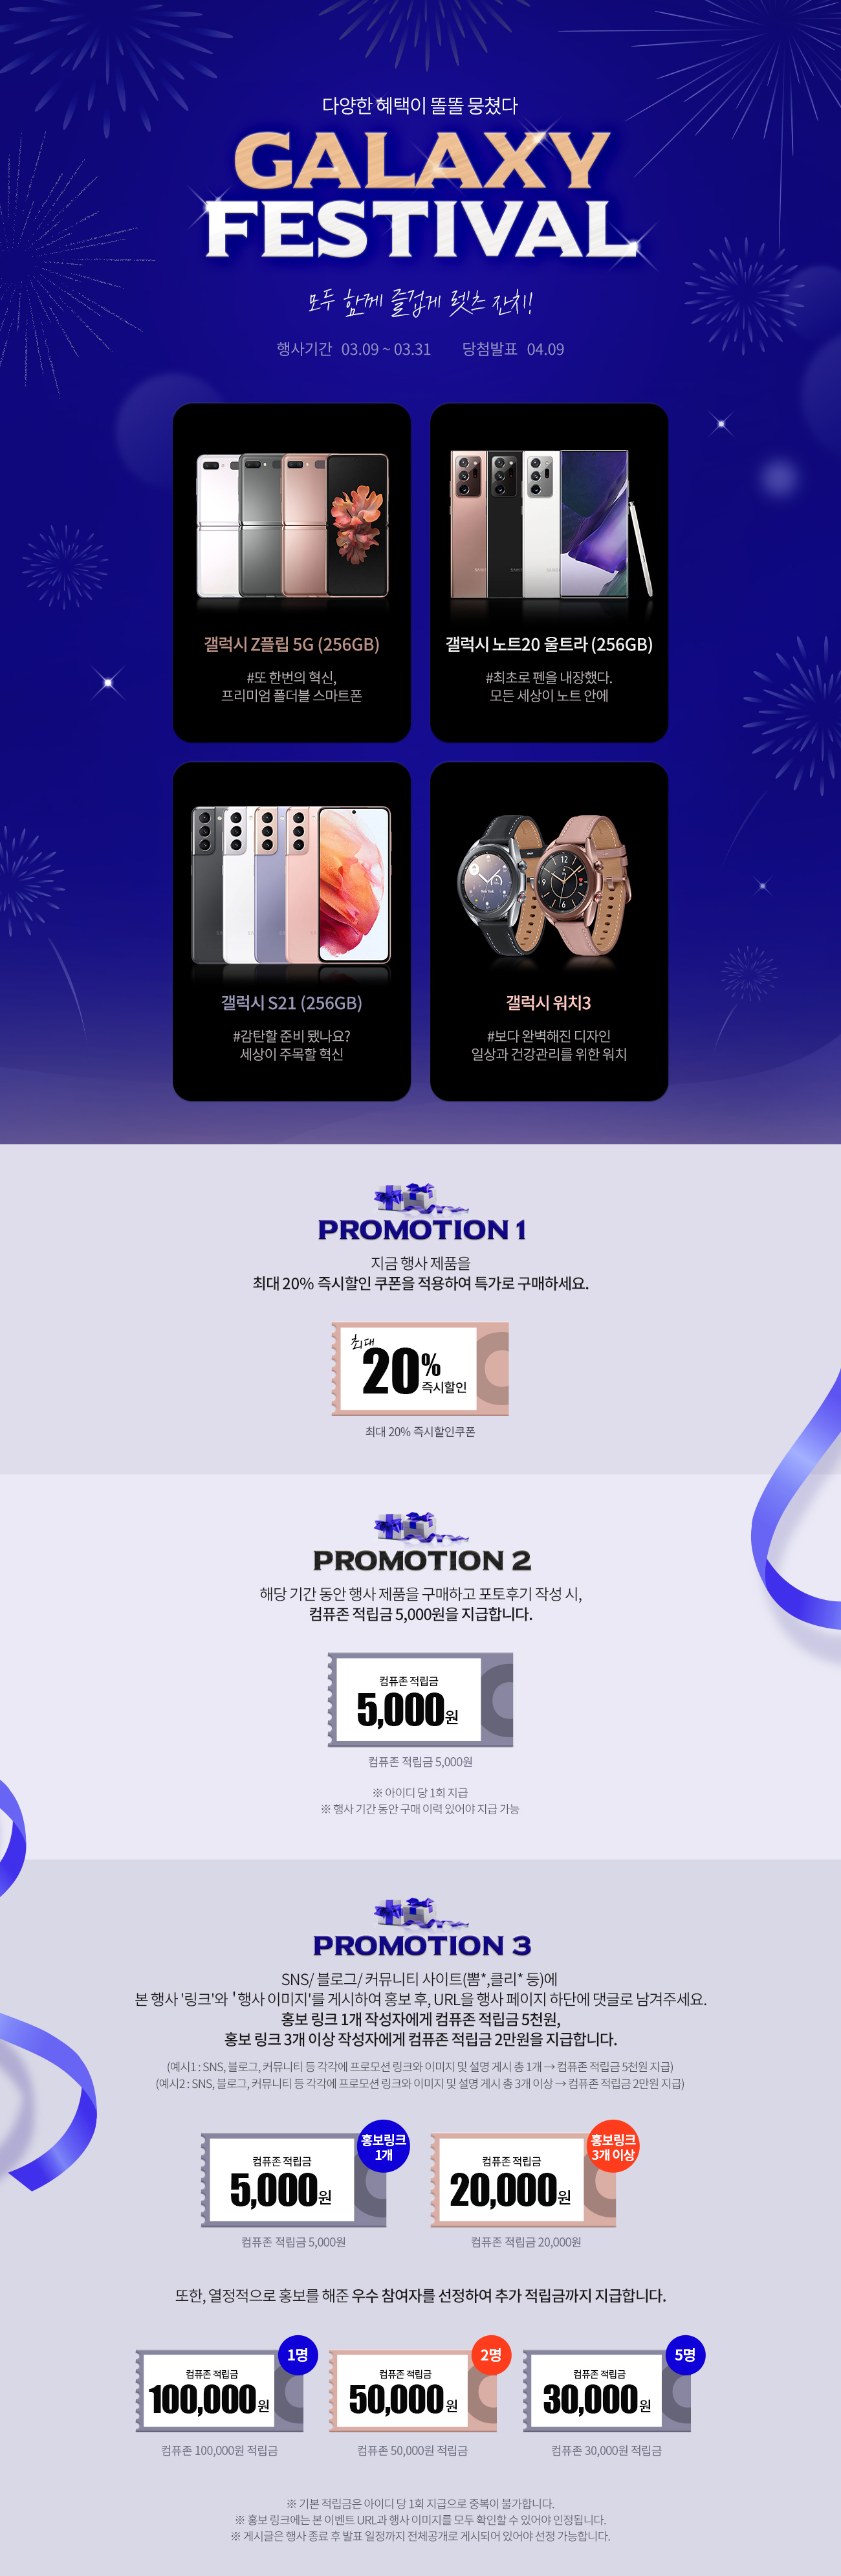 다양한 혜택이 똘똘 뭉쳤다
GALAXY
FESTIVAL
모두 함께 즐겁게 렛츠 잔치!
행사기간 03.09 ~ 03.31 당첨발표 04.09
갤럭시 Z플립 5G (256GB)
#또 한번의 혁신,
프리미엄 폴더블 스마트폰
갤럭시 노트20 울트라 (256GB)
#최초로 펜을 내장했다.
모든 세상이 노트 안에
갤럭시 S21 (256GB)
#감탄할 준비 됐나요?
세상이 주목할 혁신
갤럭시 워치3
#보다 완벽해진 디자인
일상과 건강관리를 위한 워치
PROMOTION 1
지금 행사 제품을
최대 20% 즉시할인 쿠폰을 적용하여 특가로 구매하세요.
최대
20%
즉시할인
최대 20% 즉시할인쿠폰
PROMOTION 2
해당 기간 동안 행사 제품을 구매하고 포토후기 작성 시,
컴퓨존 적립금 5,000원을 지급합니다.
컴퓨존 적립금
5,000원
컴퓨존 적립금 5,000원
※ 아이디 당 1회 지급
※ 행사 기간 동안 구매 이력 있어야 지급 가능
PROMOTION 3
SNS/ 블로그/ 커뮤니티 사이트(뽐*,클리* 등)에
본 행사 '링크'와 '행사 이미지'를 게시하여 홍보 후, URL을 행사 페이지 하단에 댓글로 남겨주세요.
홍보 링크 1개 작성자에게 컴퓨존 적립금 5천원,
홍보 링크 3개 이상 작성자에게 컴퓨존 적립금 2만원을 지급합니다.
(예시1 : SNS, 블로그, 커뮤니티 등 각각에 프로모션 링크와 이미지 및 설명 게시 총 1개 → 컴퓨존 적립금 5천원 지급)
(예시2 : SNS, 블로그, 커뮤니티 등 각각에 프로모션 링크와 이미지 및 설명 게시 총 3개 이상 → 컴퓨존 적립금 2만원 지급)
홍보링크
1개
컴퓨존 적립금
5,000원
컴퓨존 적립금 5,000원
홍보링크
3개 이상
컴퓨존 적립금
20,000원
컴퓨존 적립금 20,000원
또한, 열정적으로 홍보를 해준 우수 참여자를 선정하여 추가 적립금까지 지급합니다.
1명
컴퓨존 적립금
100,000원
컴퓨존 100,000원 적립금
2명
컴퓨존 적립금
50,000원
컴퓨존 50,000원 적립금
5명
컴퓨존 적립금
30,000원
컴퓨존 30,000원 적립금
※ 기본 적립금은 아이디 당 1회 지급으로 중복이 불가합니다.
※ 홍보 링크에는 본 이벤트 URL과 행사 이미지를 모두 확인할 수 있어야 인정됩니다.
※ 게시글은 행사 종료 후 발표 일정까지 전체공개로 게시되어 있어야 선정 가능합니다.